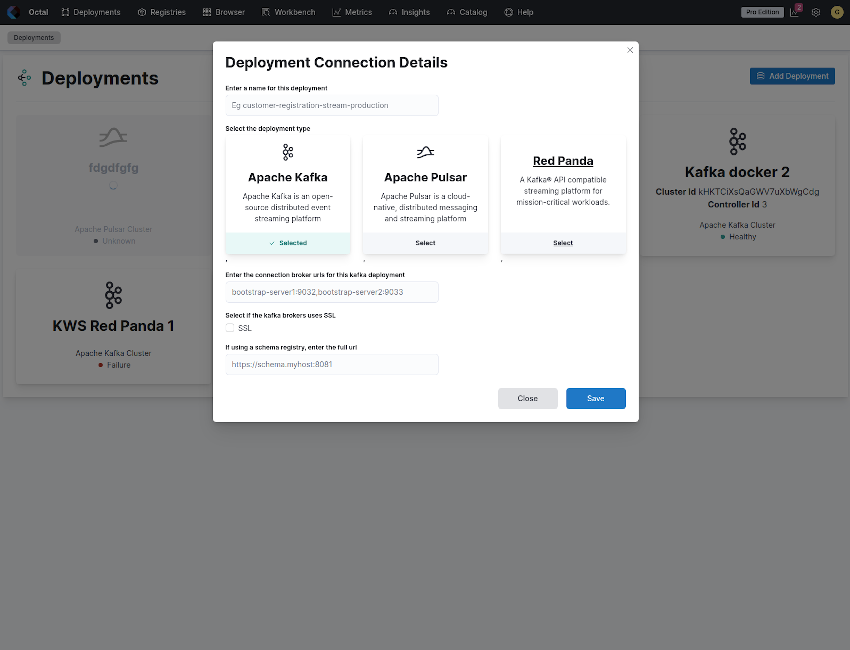 Octal
Deployments
Registries
Browser
Workbench
Metrics
Insights
Catalog
Help
Pro Edition
2
G
Deployments
Deployments
Add Deployment
fdgdfgfg
Apache Pulsar Cluster
Unknown
Kafka docker 2
Cluster Id kHKTCiXsQaGWV7uXbWgCdg
Controller Id 3
Apache Kafka Cluster
Healthy
KWS Red Panda 1
Apache Kafka Cluster
Failure
Deployment Connection Details
Enter a name for this deployment
Eg customer-registration-stream-production
Select the deployment type
Apache Kafka
Apache Kafka is an open-
source distributed event
streaming platform
Selected
,
Apache Pulsar
Apache Pulsar is a cloud-
native, distributed messaging
and streaming platform
Select
,
Red Panda
A Kafka® API compatible
streaming platform for
mission-critical workloads.
Select
,
Enter the connection broker urls for this kafka deployment
bootstrap-server1:9032,bootstrap-server2:9033
Select if the kafka brokers uses SSL
SSL
If using a schema registry, enter the full url
https://schema.myhost:8081
Close
Save